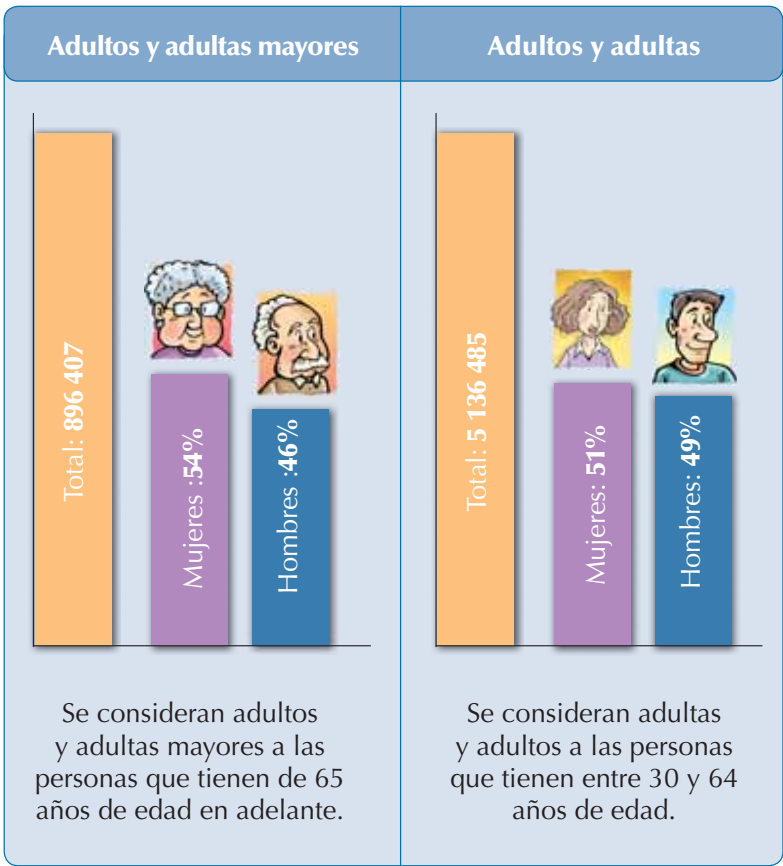 Adultos y adultas mayores
Total: 896 407
Mujeres :54%
Hombres :46%
Se consideran adultos
y adultas mayores a las
personas que tienen de 65
años de edad en adelante.
Adultos y adultas
Total: 5 136 485
Mujeres: 51%
Hombres: 49%
Se consideran adultas
y adultos a las personas
que tienen entre 30 y 64
años de edad.